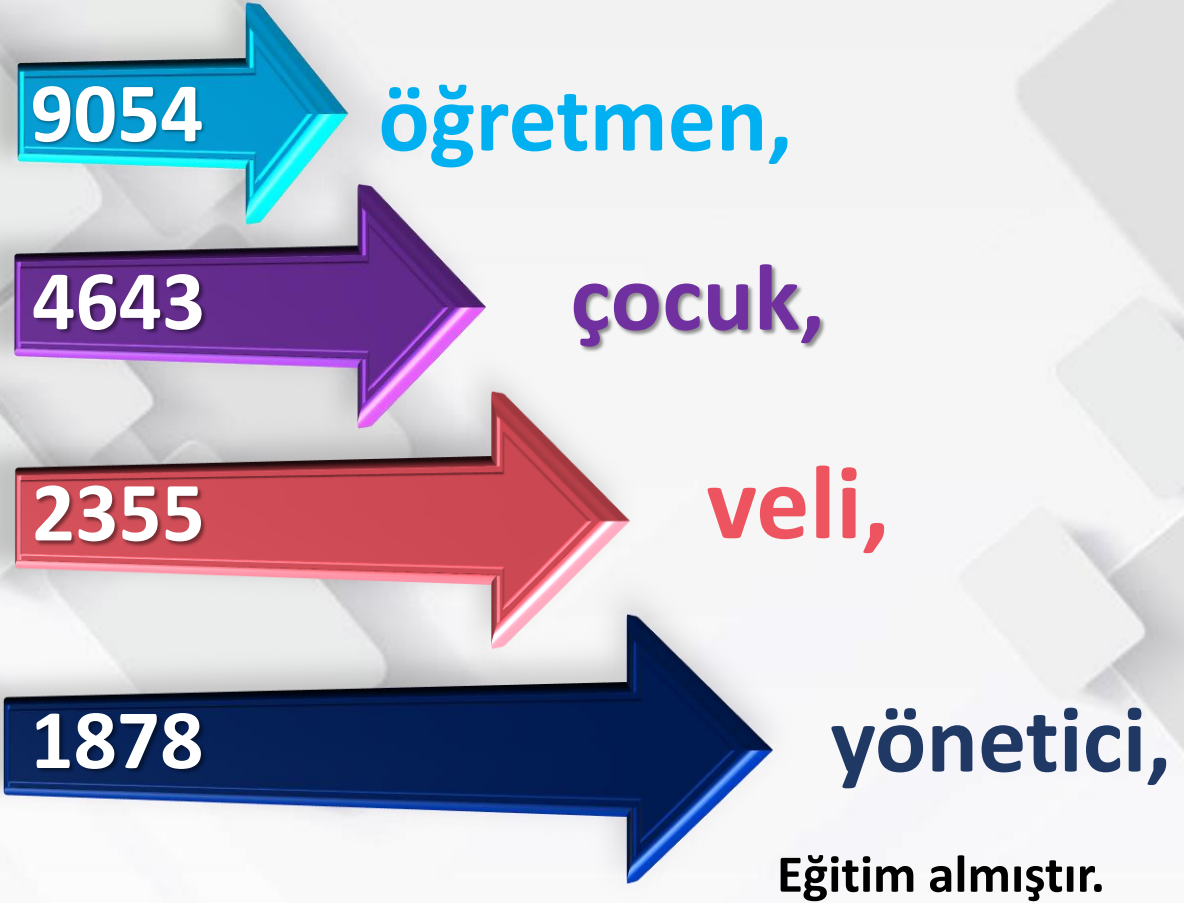 9054 öğretmen,
4643 çocuk,
2355 veli,
1878 yönetici,
Eğitim almıştır.